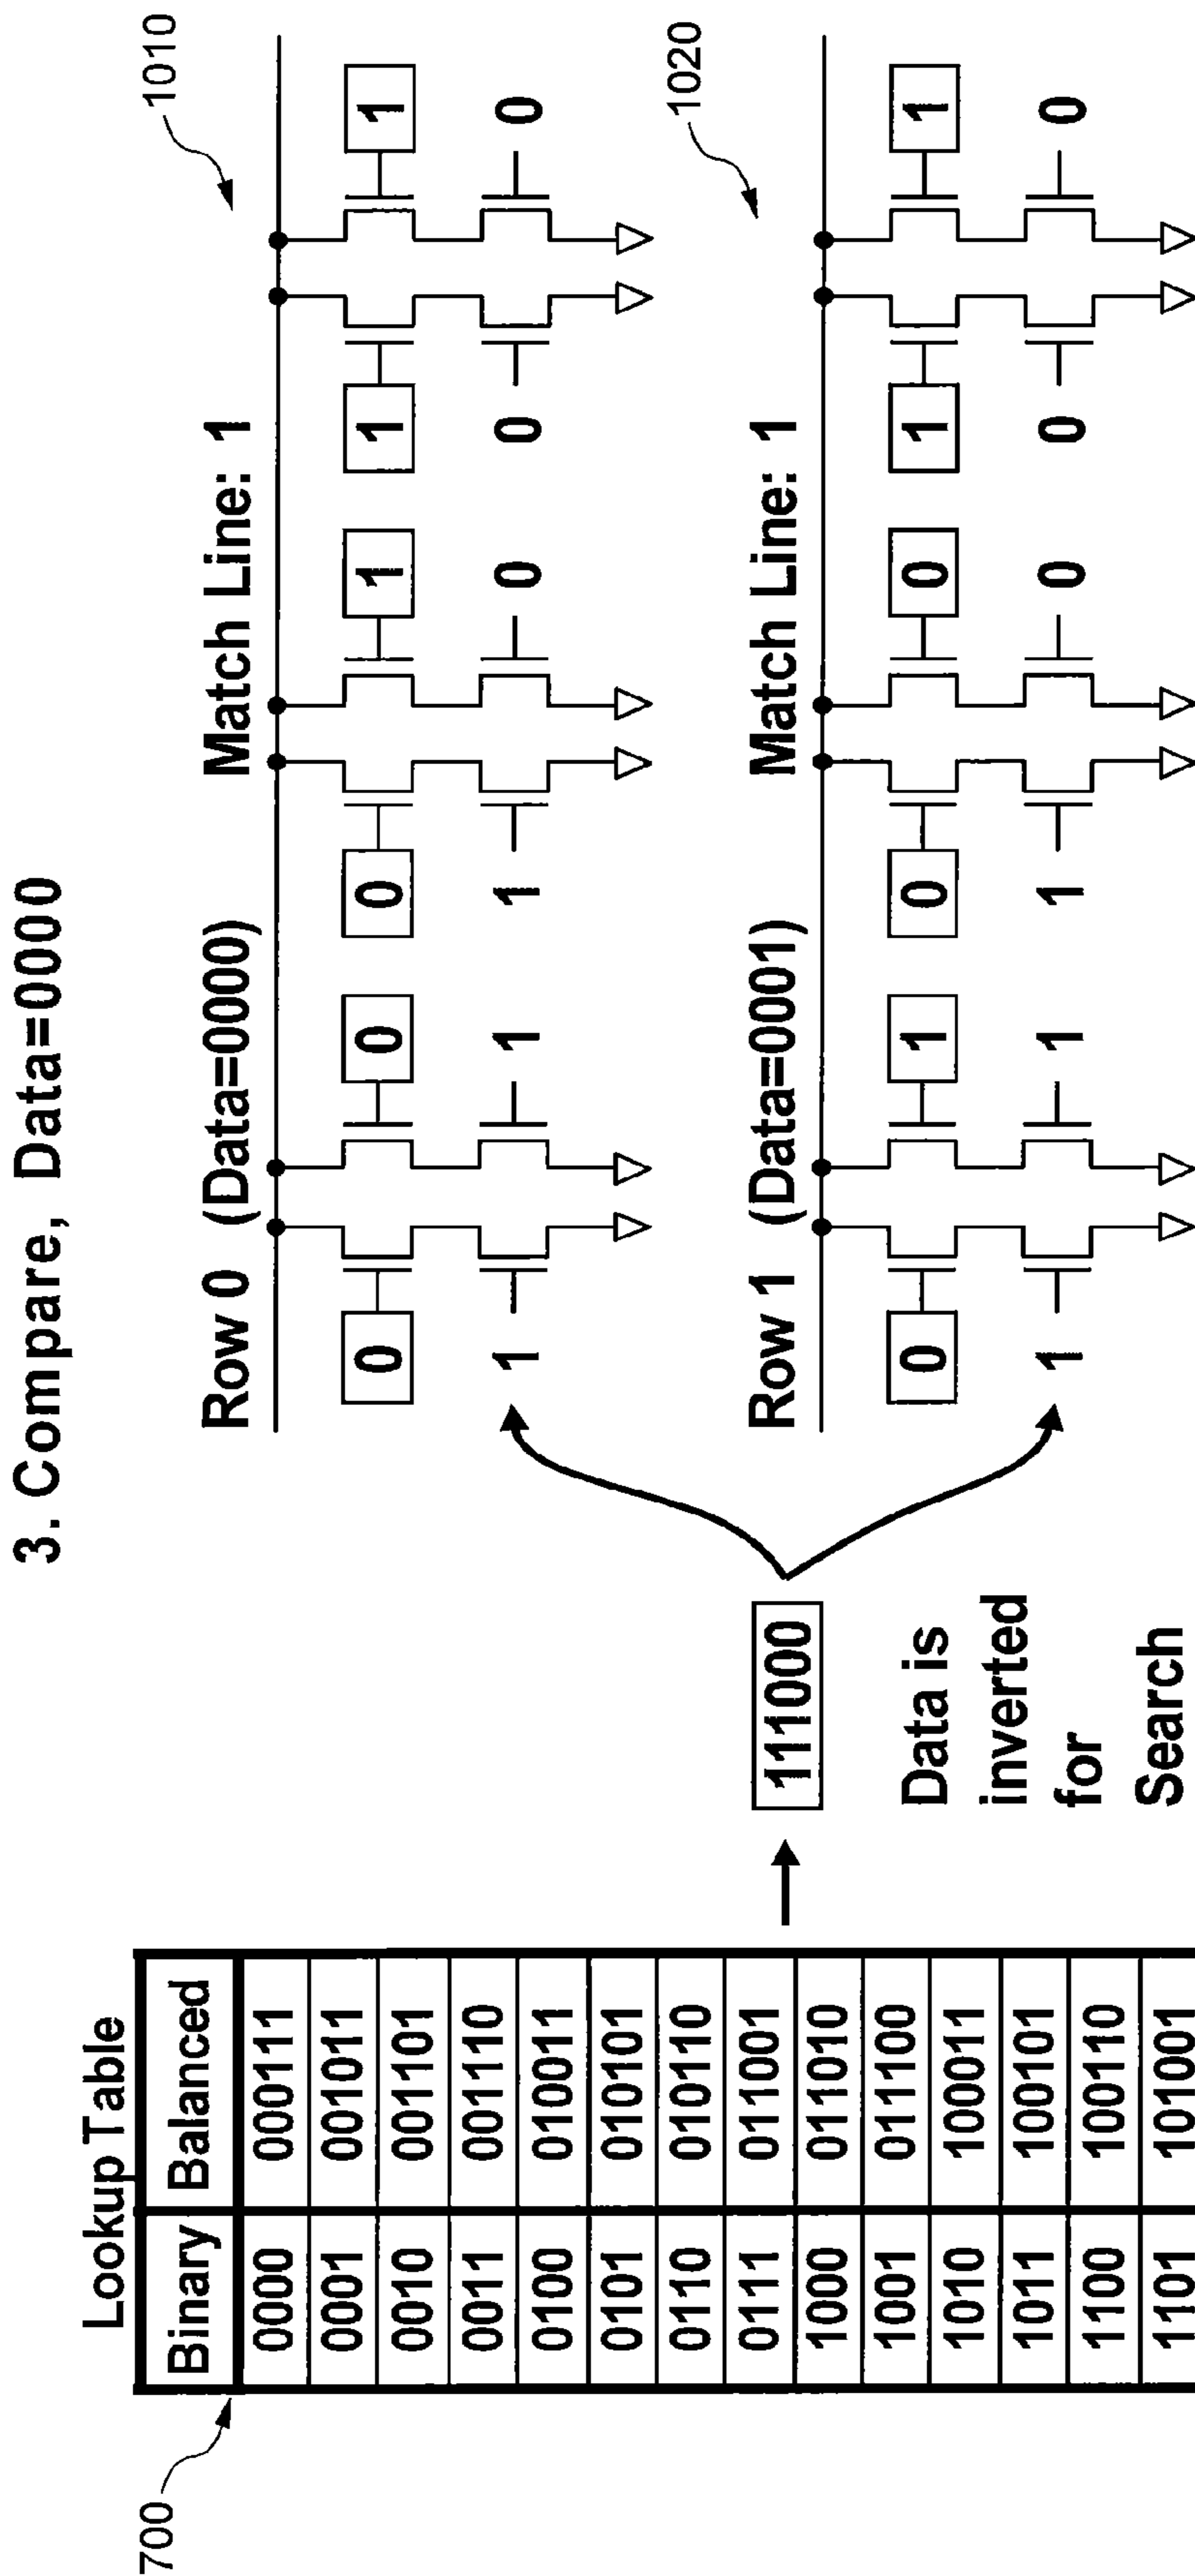 3. Compare, Data=0000
Lookup Table
700
Binary Balanced
0000 000111
0001 001011
0010 001101
0011 001110
0100 010011
0101 010101
0110 010110
0111 011001
1000 011010
1001 011100
1010 100011
1011 100101
1100 100110
1101 101001
111000
Data is
inverted
for
Search
1010
Row 0 (Data=0000) Match Line: 1
0 0 0 1 1 1
1 1 1 0 0 0
1020
Row 1 (Data=0001) Match Line: 1
0 1 0 0 1 1
1 1 1 0 0 0